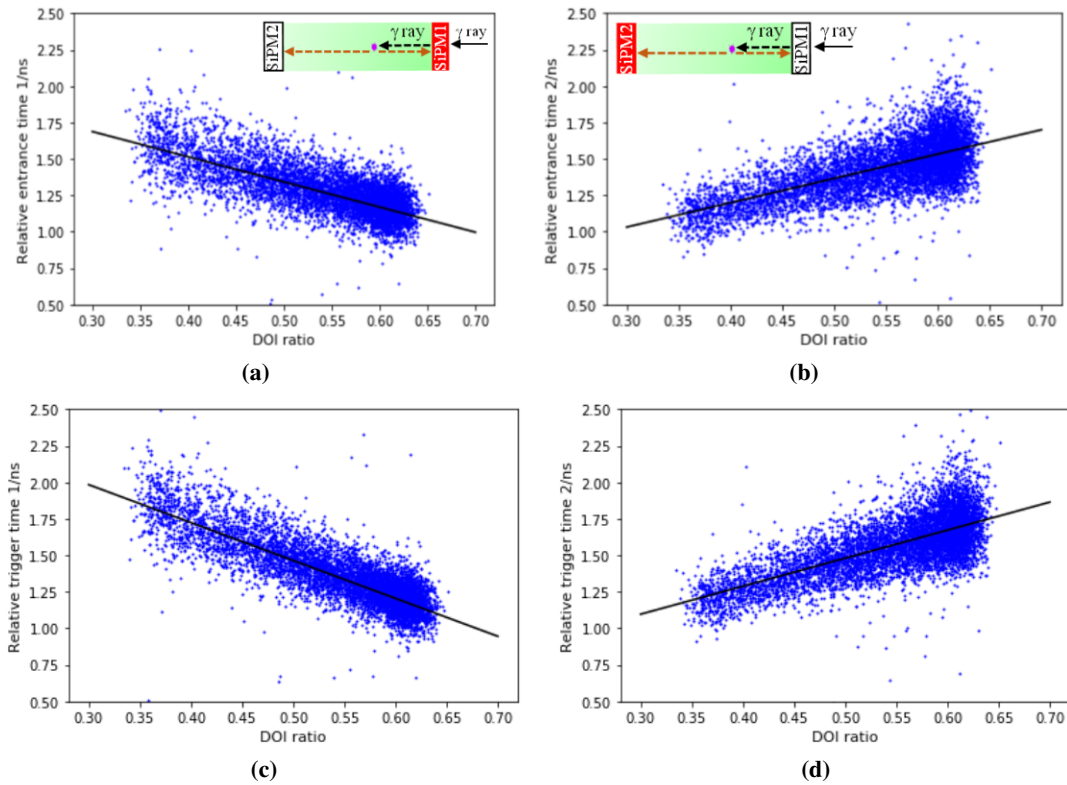 SiPM2 γ ray SiPM1 γ ray
2.50
2.25
2.00
1.75
1.50
1.25
1.00
0.75
0.50
Relative entrance time 1/ns
0.30 0.35 0.40 0.45 0.50 0.55 0.60 0.65 0.70
DOI ratio
(a)
SiPM2 γ ray SiPM1 γ ray
2.50
2.25
2.00
1.75
1.50
1.25
1.00
0.75
0.50
Relative entrance time 2/ns
0.30 0.35 0.40 0.45 0.50 0.55 0.60 0.65 0.70
DOI ratio
(b)
2.50
2.25
2.00
1.75
1.50
1.25
1.00
0.75
0.50
Relative trigger time 1/ns
0.30 0.35 0.40 0.45 0.50 0.55 0.60 0.65 0.70
DOI ratio
(c)
2.50
2.25
2.00
1.75
1.50
1.25
1.00
0.75
0.50
Relative trigger time 2/ns
0.30 0.35 0.40 0.45 0.50 0.55 0.60 0.65 0.70
DOI ratio
(d)